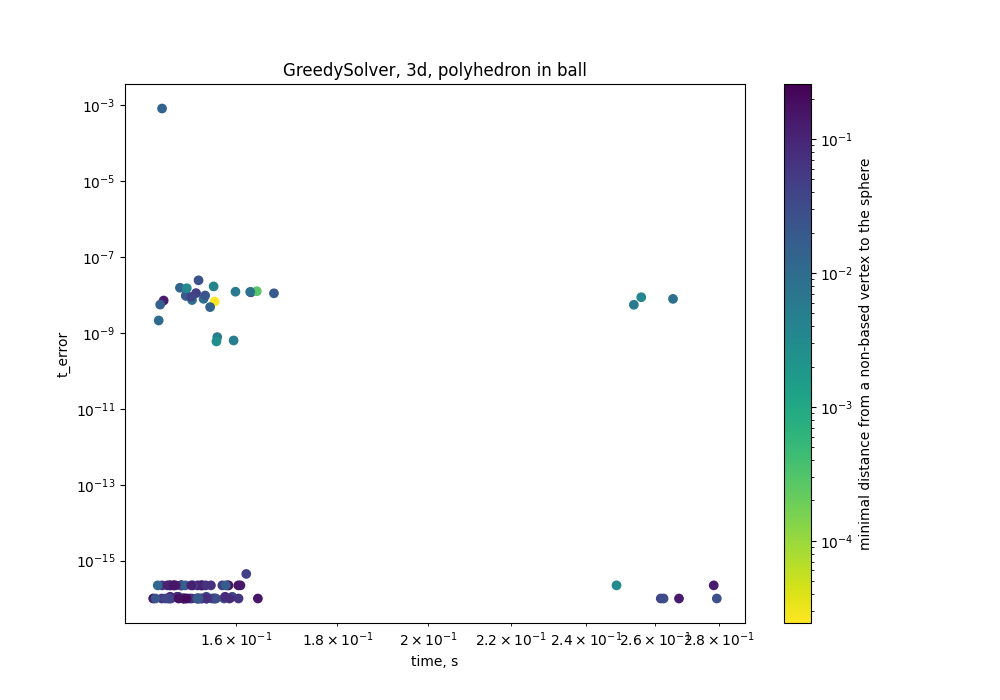 GreedySolver, 3d, polyhedron in ball
10⁻³
10⁻⁵
10⁻⁷
10⁻⁹
10⁻¹¹
10⁻¹³
10⁻¹⁵
t_error
1.6 × 10⁻¹
1.8 × 10⁻¹
2 × 10⁻¹
2.2 × 10⁻¹
2.4 × 10⁻¹
2.6 × 10⁻¹
2.8 × 10⁻¹
time, s
10⁻¹
10⁻²
10⁻³
10⁻⁴
minimal distance from a non-based vertex to the sphere